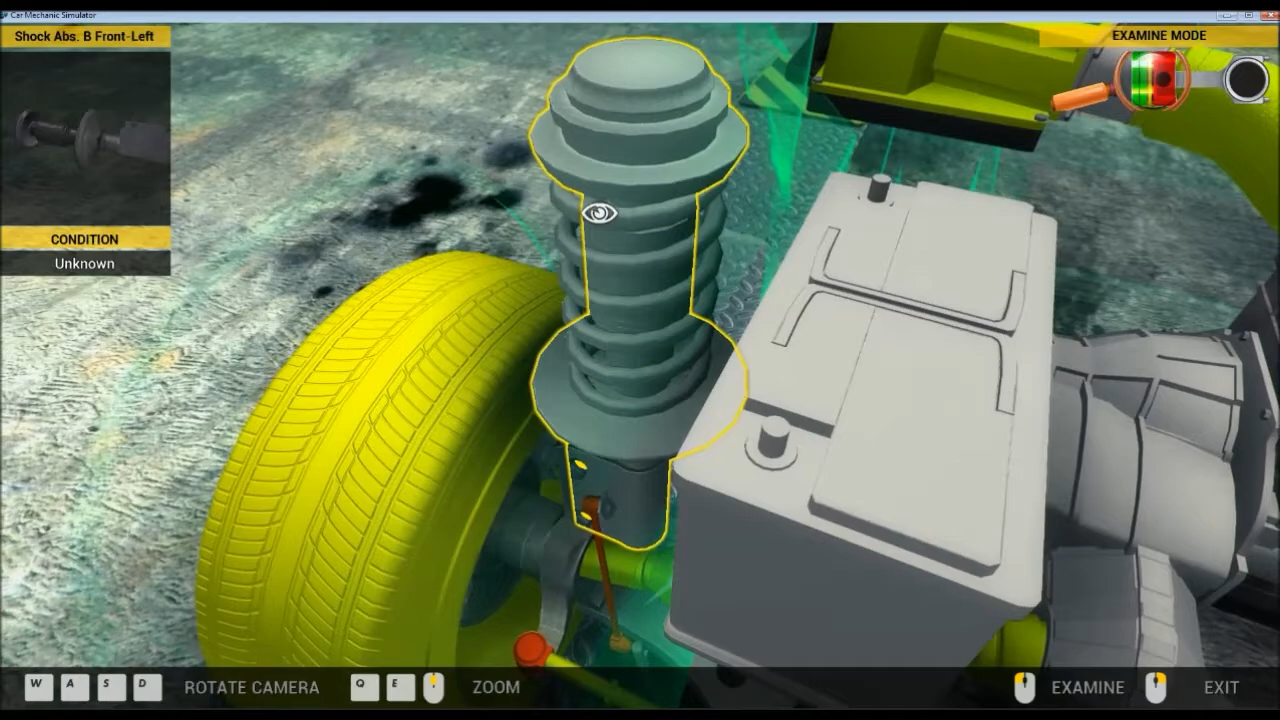 Car Mechanic Simulator
Shock Abs. B Front-Left
EXAMINE MODE
CONDITION
Unknown
W A S D ROTATE CAMERA Q E ZOOM EXAMINE EXIT